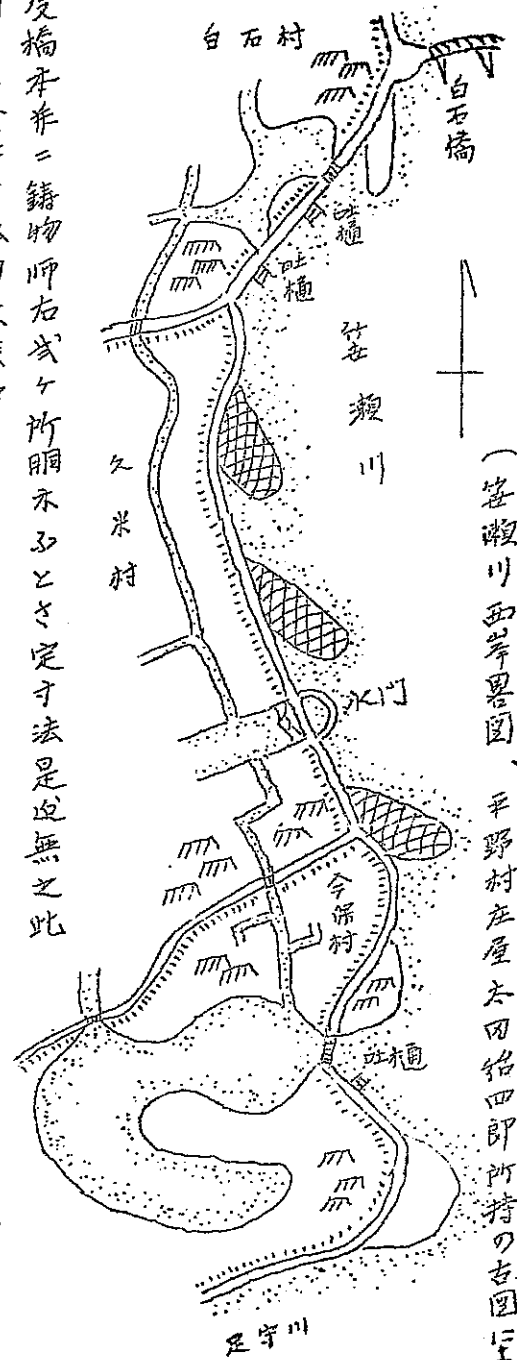 (笹瀬川西岸畧図、平野村庄屋太田治四郎所持の古図に
白石橋
白石村
吐樋
吐樋
笹瀬川
久米村
水門
今保村
吐樋
足守川
橋本并ニ鋳物師右弐ヶ所胴木ふとさ定寸法是迄無之此